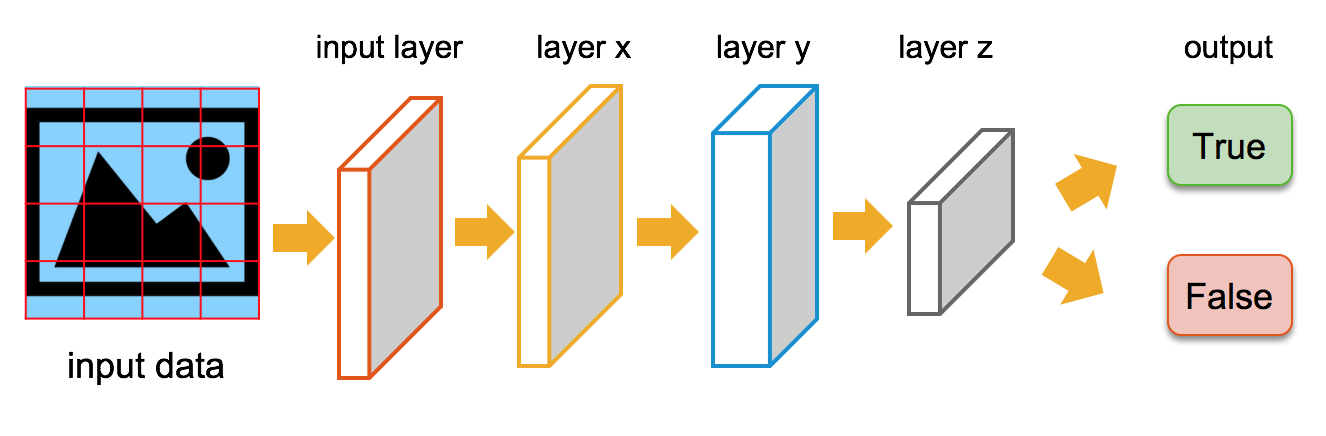 input layer
layer x
layer y
layer z
output
True
False
input data